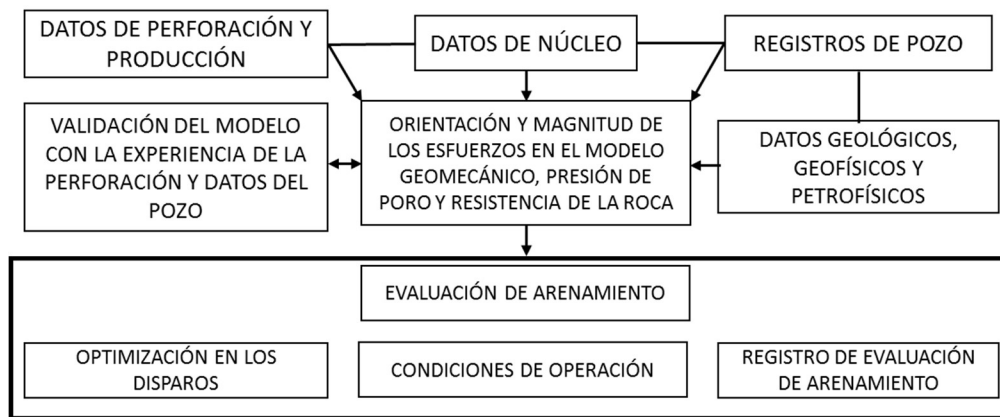 DATOS DE PERFORACIÓN Y
PRODUCCIÓN
DATOS DE NÚCLEO
REGISTROS DE POZO
VALIDACIÓN DEL MODELO
CON LA EXPERIENCIA DE LA
PERFORACIÓN Y DATOS DEL
POZO
ORIENTACIÓN Y MAGNITUD DE
LOS ESFUERZOS EN EL MODELO
GEOMECÁNICO, PRESIÓN DE
PORO Y RESISTENCIA DE LA ROCA
DATOS GEOLÓGICOS,
GEOFÍSICOS Y
PETROFÍSICOS
EVALUACIÓN DE ARENAMIENTO
OPTIMIZACIÓN EN LOS
DISPAROS
CONDICIONES DE OPERACIÓN
REGISTRO DE EVALUACIÓN
DE ARENAMIENTO